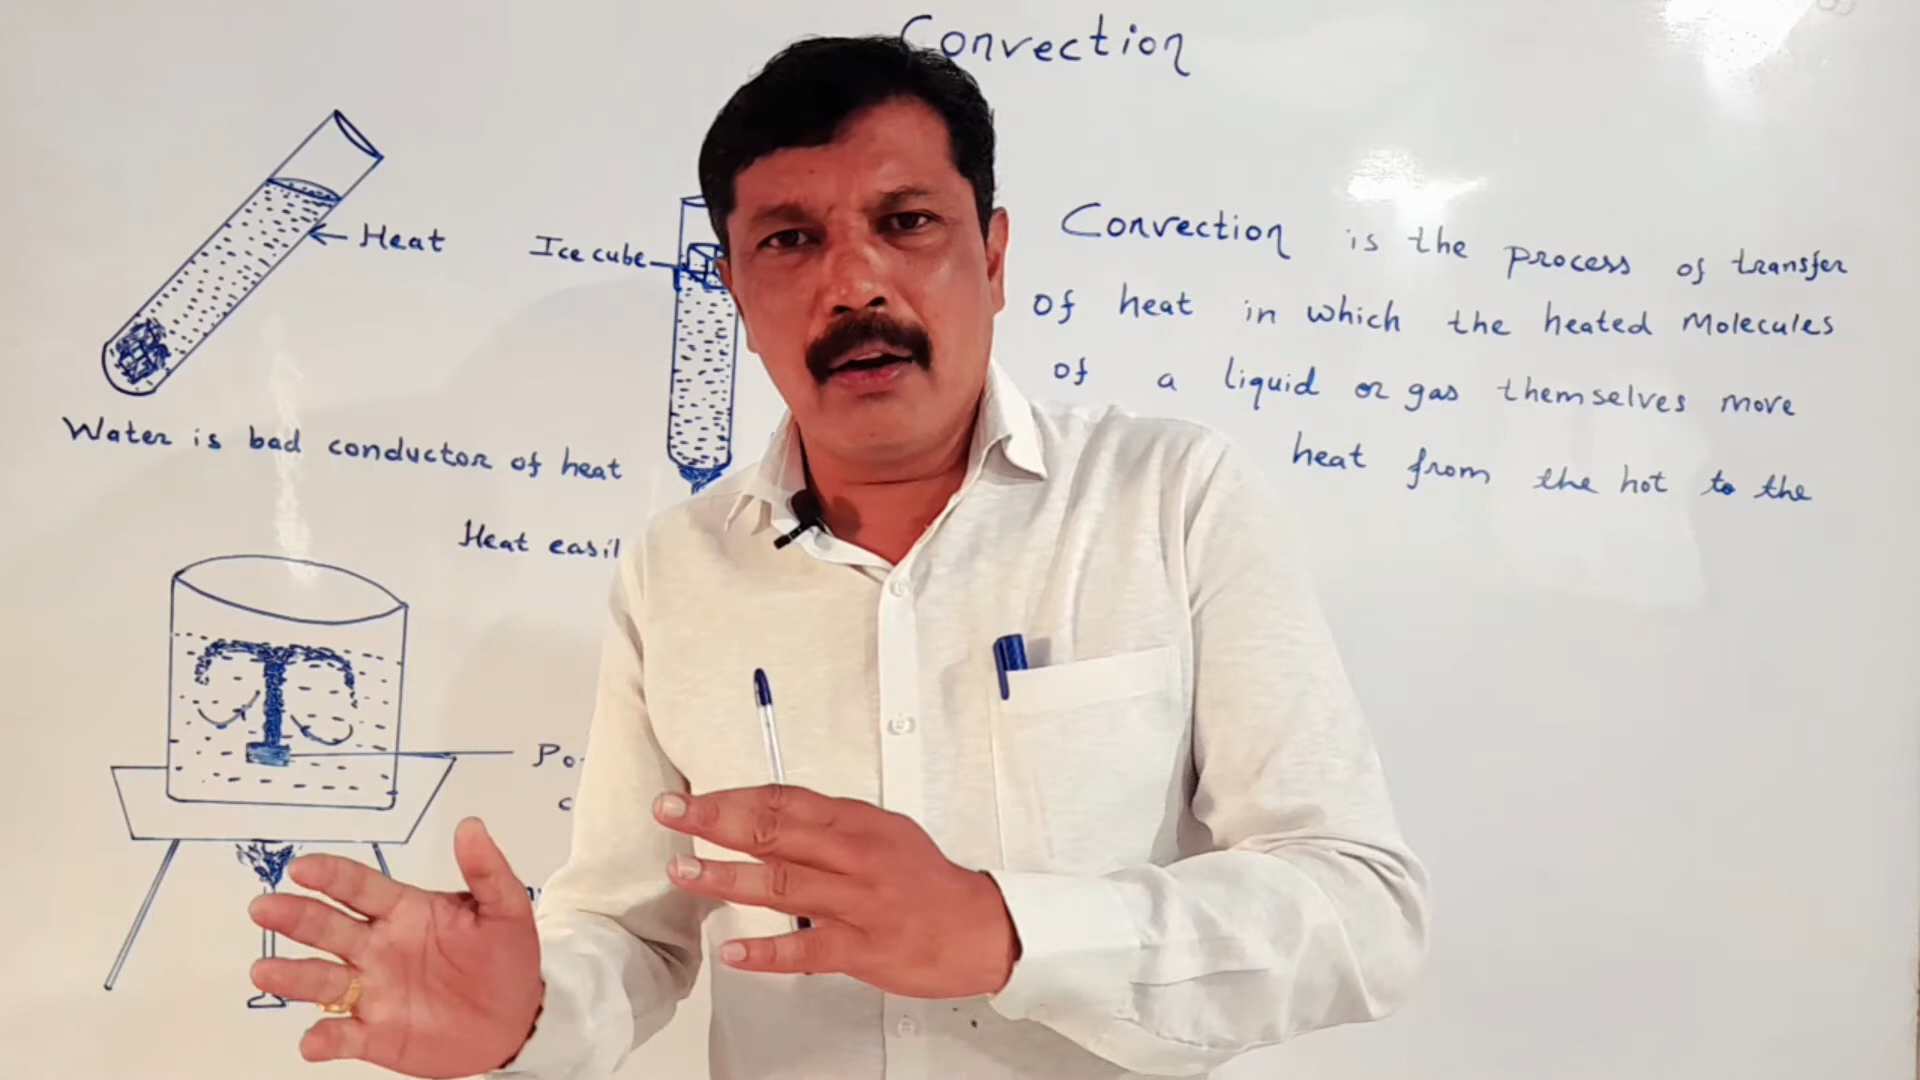 Convection
Heat
Ice cube
Water is bad conductor of heat
Heat
Convection is the process of transfer
of heat in which the heated Molecules
of a liquid or gas themselves move
heat from the hot to the